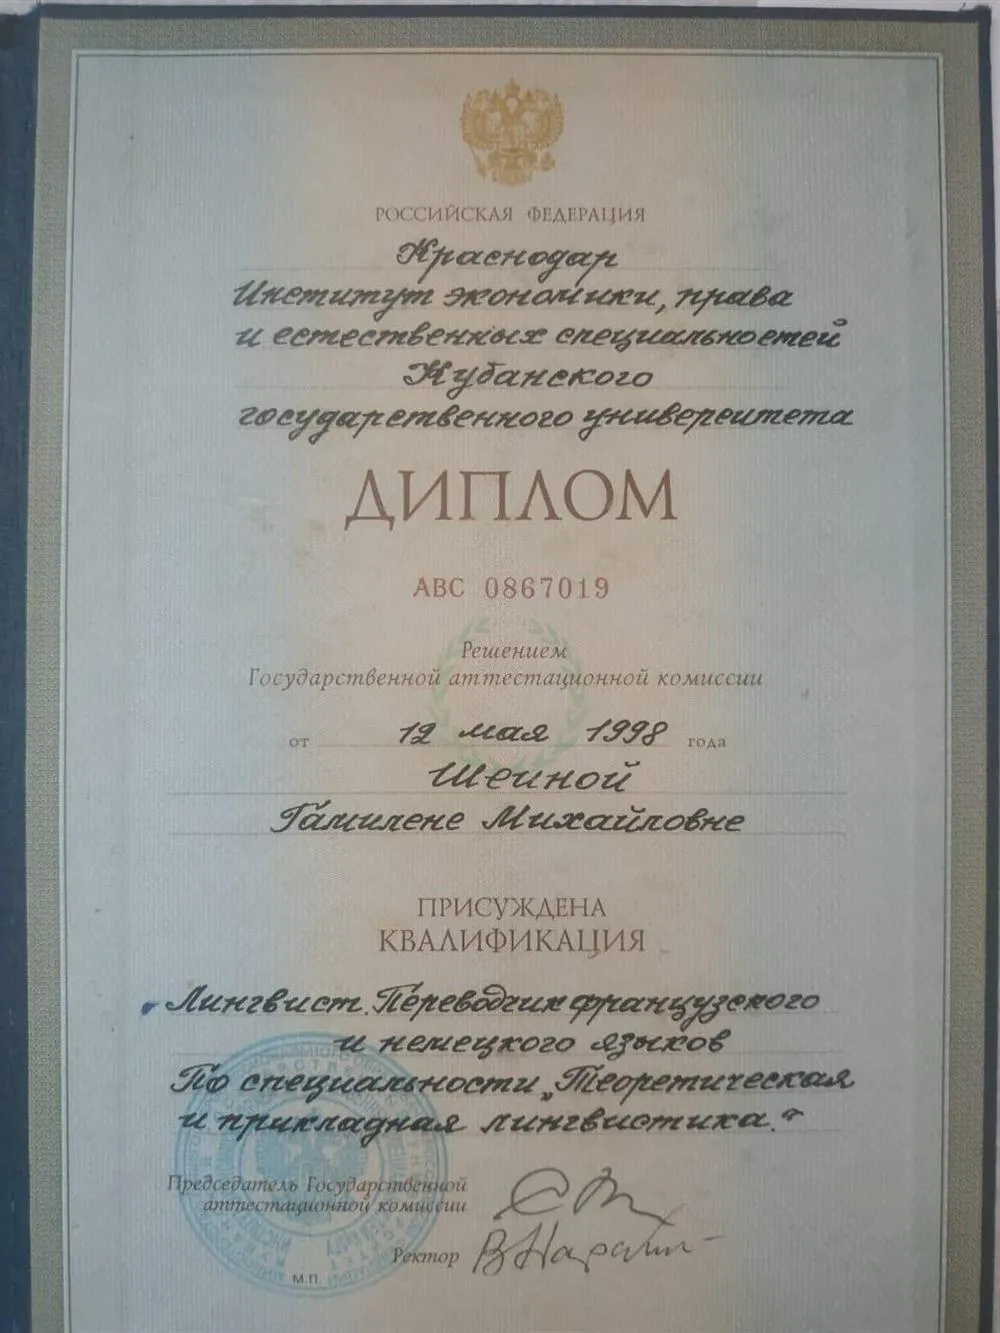 РОССИЙСКАЯ ФЕДЕРАЦИЯ
Краснодар
Институт экономики, права
и естественных специальностей
Кубанского
государственного университета
ДИПЛОМ
АВС 0867019
Решением
Государственной аттестационной комиссии
от 12 мая 1998 года
Шеиной
Гамилене Михайловне
ПРИСУЖДЕНА
КВАЛИФИКАЦИЯ
Лингвист. Переводчик французского
и немецкого языков
По специальности „Теоретическая
и прикладная лингвистика."
Председатель Государственной
аттестационной комиссии
Ректор
М.П.